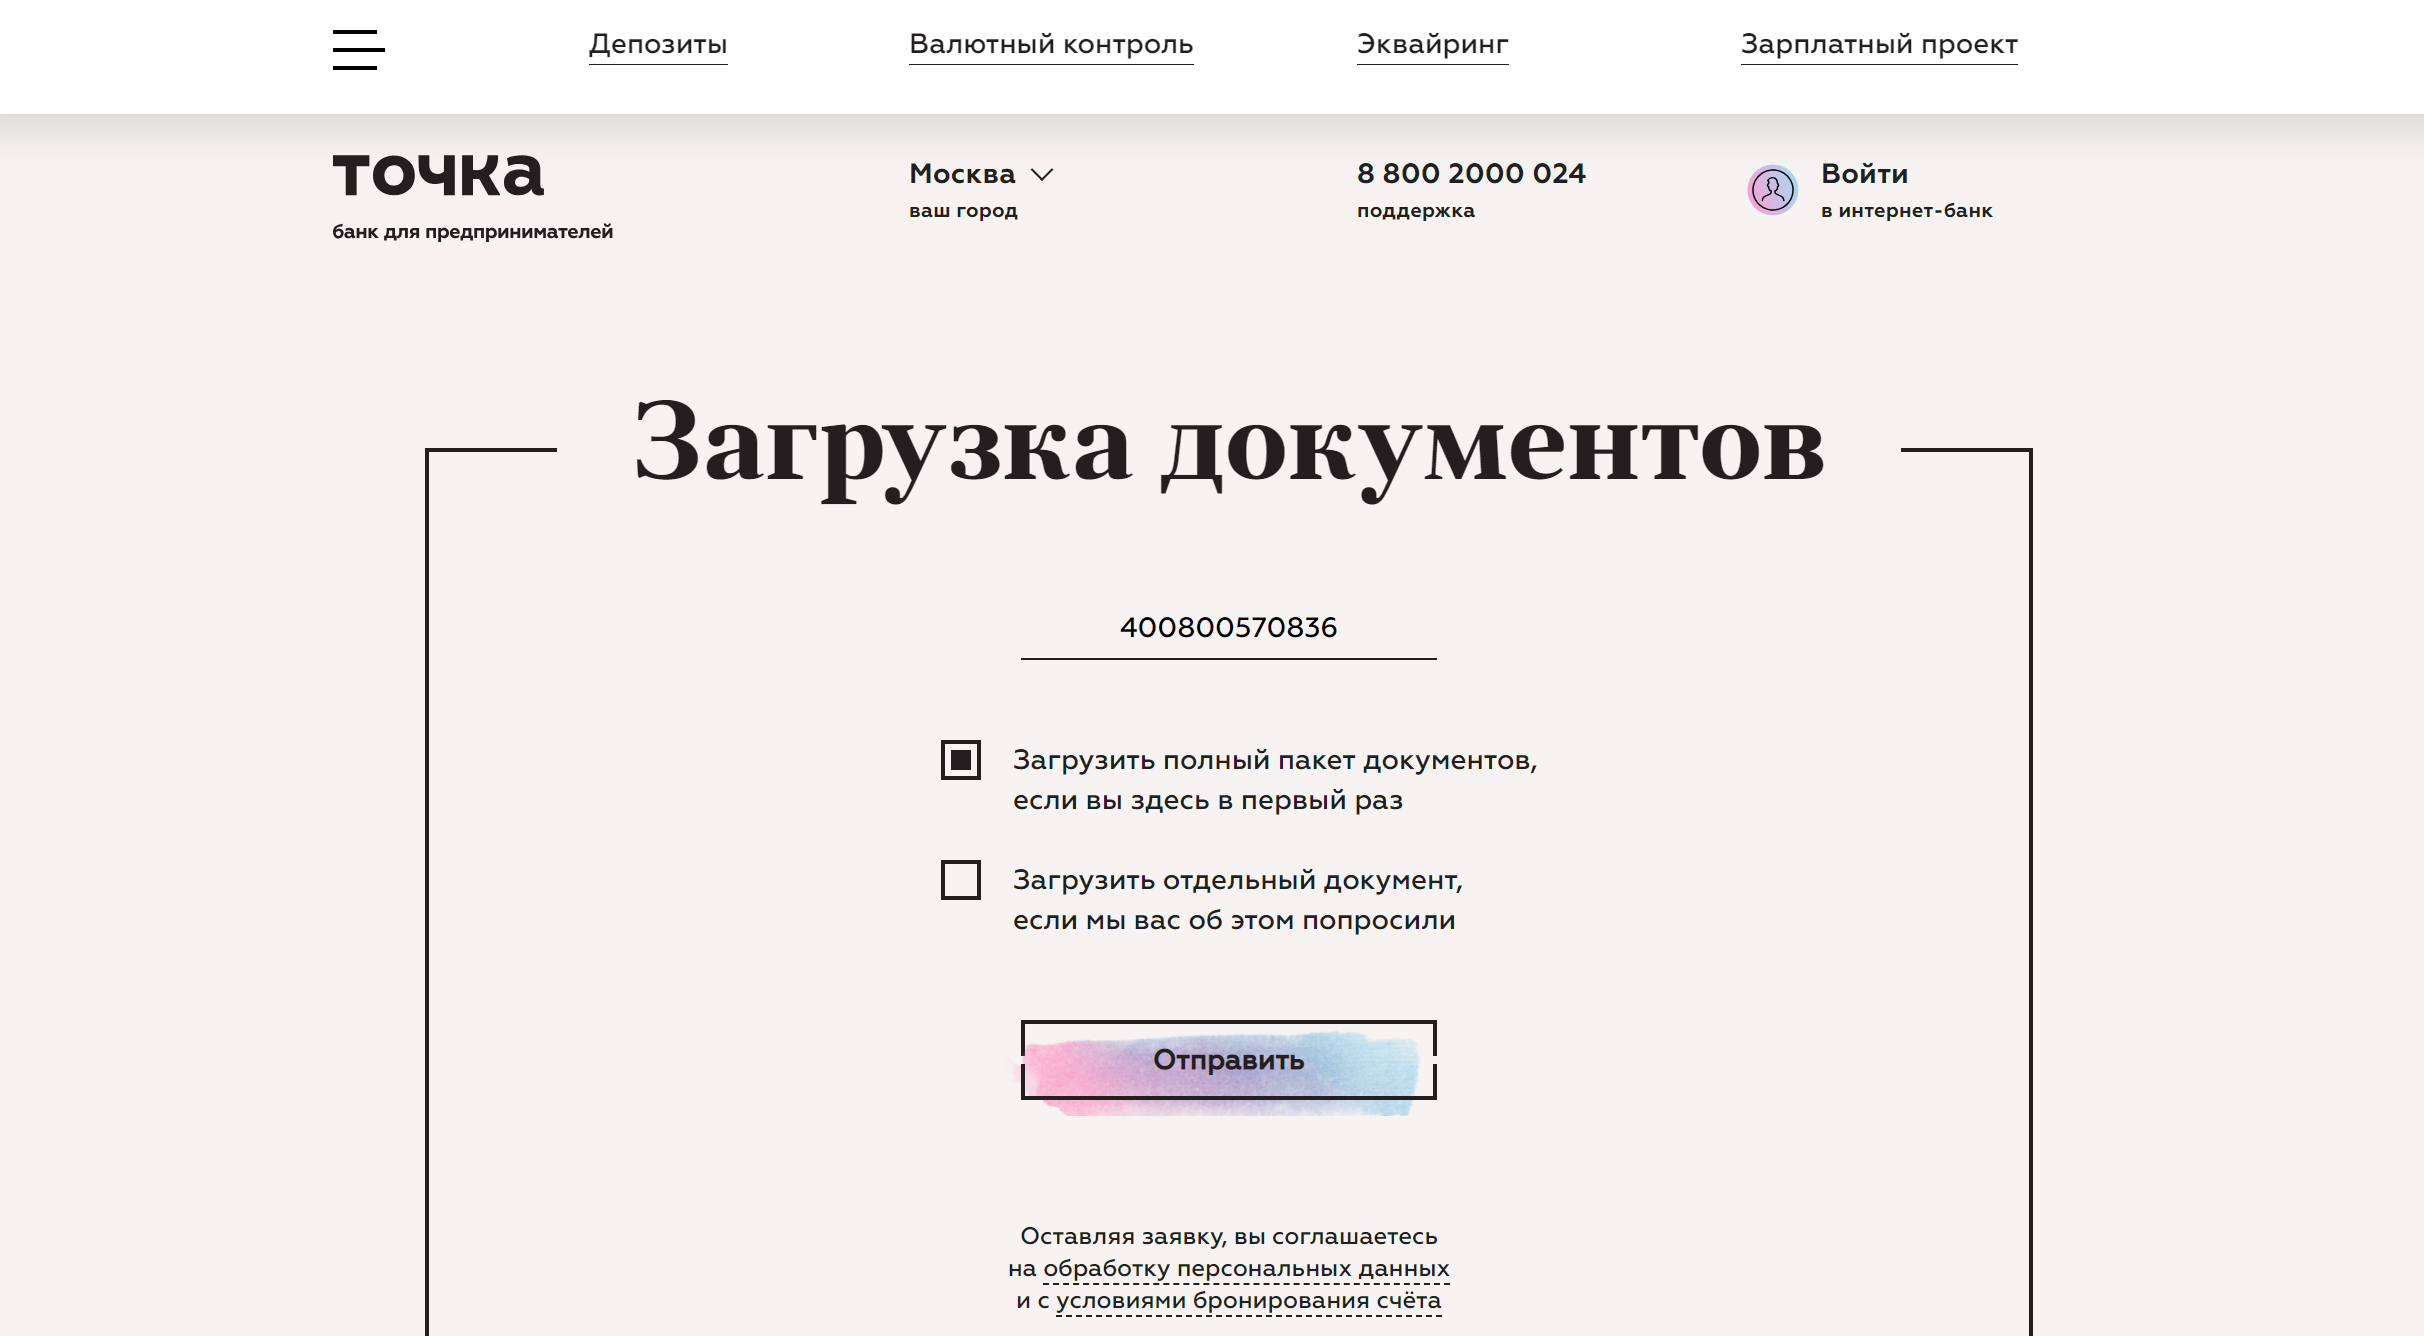 Депозиты
Валютный контроль
Эквайринг
Зарплатный проект
точка
банк для предпринимателей
Москва
ваш город
8 800 2000 024
поддержка
Войти
в интернет-банк
Загрузка документов
400800570836
Загрузить полный пакет документов,
если вы здесь в первый раз
Загрузить отдельный документ,
если мы вас об этом попросили
Отправить
Оставляя заявку, вы соглашаетесь
на обработку персональных данных
и с условиями бронирования счёта